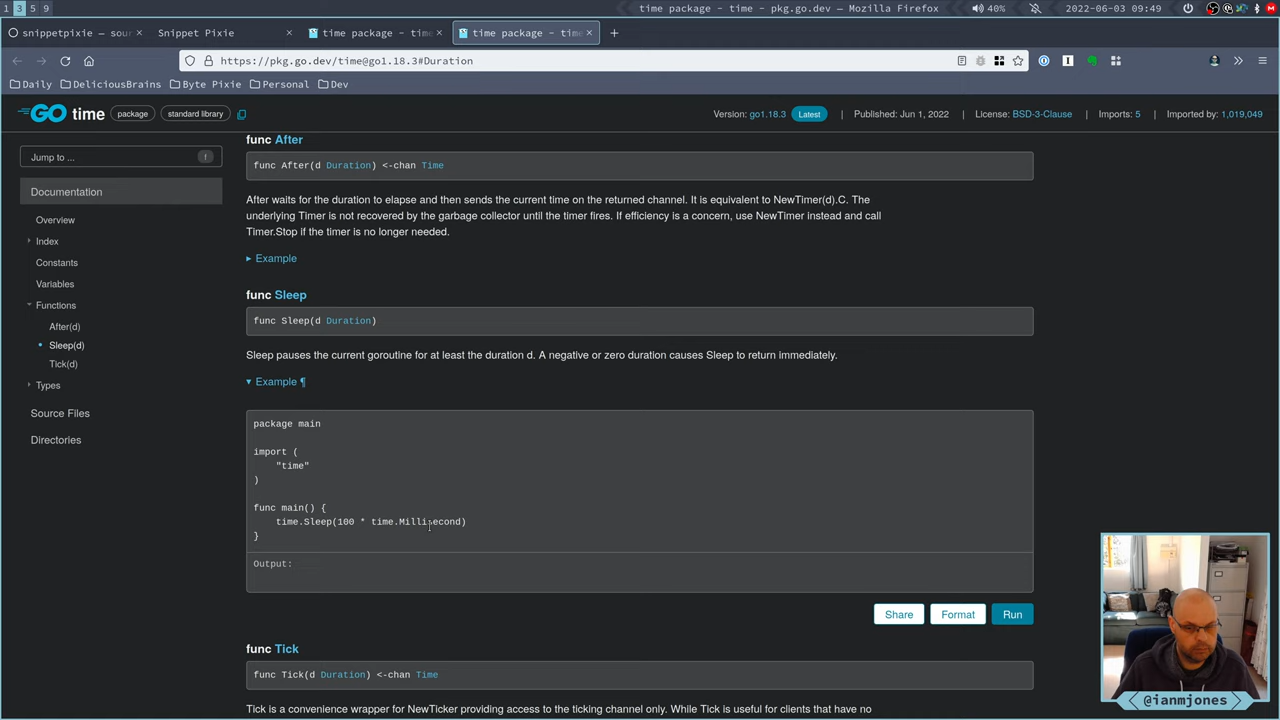 1 3 5 9
time package - time - pkg.go.dev — Mozilla Firefox
40%
2022-06-03 09:49
snippetpixie — sour
Snippet Pixie
time package - time
time package - time
https://pkg.go.dev/time@go1.18.3#Duration
Daily
DeliciousBrains
Byte Pixie
Personal
Dev
GO time
package
standard library
Version: go1.18.3 Latest
Published: Jun 1, 2022
License: BSD-3-Clause
Imports: 5
Imported by: 1,019,049
Jump to ...
f
Documentation
Overview
Index
Constants
Variables
Functions
After(d)
Sleep(d)
Tick(d)
Types
Source Files
Directories
func After
func After(d Duration) <-chan Time
After waits for the duration to elapse and then sends the current time on the returned channel. It is equivalent to NewTimer(d).C. The
underlying Timer is not recovered by the garbage collector until the timer fires. If efficiency is a concern, use NewTimer instead and call
Timer.Stop if the timer is no longer needed.
Example
func Sleep
func Sleep(d Duration)
Sleep pauses the current goroutine for at least the duration d. A negative or zero duration causes Sleep to return immediately.
Example ¶
package main
import (
"time"
)
func main() {
time.Sleep(100 * time.Millisecond)
}
Output:
Share
Format
Run
func Tick
func Tick(d Duration) <-chan Time
Tick is a convenience wrapper for NewTicker providing access to the ticking channel only. While Tick is useful for clients that have no
@ianmjones